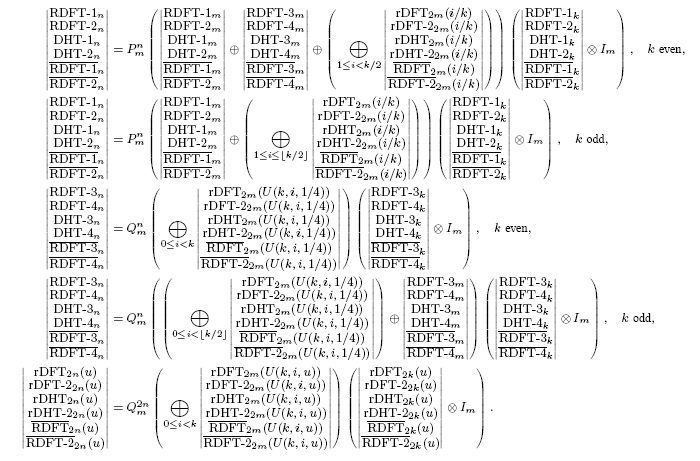 $\begin{vmatrix} \text{RDFT-1}_n \\ \text{RDFT-2}_n \\ \text{DHT-1}_n \\ \text{DHT-2}_n \\ \overline{\text{RDFT-1}}_n \\ \overline{\text{RDFT-2}}_n \end{vmatrix} = P_m^n \left( \begin{vmatrix} \text{RDFT-1}_m \\ \text{RDFT-2}_m \\ \text{DHT-1}_m \\ \text{DHT-2}_m \\ \overline{\text{RDFT-1}}_m \\ \overline{\text{RDFT-2}}_m \end{vmatrix} \oplus \begin{vmatrix} \text{RDFT-3}_m \\ \text{RDFT-4}_m \\ \text{DHT-3}_m \\ \text{DHT-4}_m \\ \overline{\text{RDFT-3}}_m \\ \overline{\text{RDFT-4}}_m \end{vmatrix} \oplus \left( \bigoplus_{1 \le i < k/2} \begin{vmatrix} \text{rDFT}_{2m}(i/k) \\ \text{rDFT-2}_{2m}(i/k) \\ \text{rDHT}_{2m}(i/k) \\ \text{rDHT-2}_{2m}(i/k) \\ \overline{\text{RDFT}}_{2m}(i/k) \\ \overline{\text{RDFT-2}}_{2m}(i/k) \end{vmatrix} \right) \right) \left( \begin{vmatrix} \text{RDFT-1}_k \\ \text{RDFT-2}_k \\ \text{DHT-1}_k \\ \text{DHT-2}_k \\ \overline{\text{RDFT-1}}_k \\ \overline{\text{RDFT-2}}_k \end{vmatrix} \otimes I_m \right), \quad k \text{ even},$
$\begin{vmatrix} \text{RDFT-1}_n \\ \text{RDFT-2}_n \\ \text{DHT-1}_n \\ \text{DHT-2}_n \\ \overline{\text{RDFT-1}}_n \\ \overline{\text{RDFT-2}}_n \end{vmatrix} = P_m^n \left( \begin{vmatrix} \text{RDFT-1}_m \\ \text{RDFT-2}_m \\ \text{DHT-1}_m \\ \text{DHT-2}_m \\ \overline{\text{RDFT-1}}_m \\ \overline{\text{RDFT-2}}_m \end{vmatrix} \oplus \left( \bigoplus_{1 \le i \le \lfloor k/2 \rfloor} \begin{vmatrix} \text{rDFT}_{2m}(i/k) \\ \text{rDFT-2}_{2m}(i/k) \\ \text{rDHT}_{2m}(i/k) \\ \text{rDHT-2}_{2m}(i/k) \\ \overline{\text{RDFT}}_{2m}(i/k) \\ \overline{\text{RDFT-2}}_{2m}(i/k) \end{vmatrix} \right) \right) \left( \begin{vmatrix} \text{RDFT-1}_k \\ \text{RDFT-2}_k \\ \text{DHT-1}_k \\ \text{DHT-2}_k \\ \overline{\text{RDFT-1}}_k \\ \overline{\text{RDFT-2}}_k \end{vmatrix} \otimes I_m \right), \quad k \text{ odd},$
$\begin{vmatrix} \text{RDFT-3}_n \\ \text{RDFT-4}_n \\ \text{DHT-3}_n \\ \text{DHT-4}_n \\ \overline{\text{RDFT-3}}_n \\ \overline{\text{RDFT-4}}_n \end{vmatrix} = Q_m^n \left( \bigoplus_{0 \le i < k} \begin{vmatrix} \text{rDFT}_{2m}(U(k,i,1/4)) \\ \text{rDFT-2}_{2m}(U(k,i,1/4)) \\ \text{rDHT}_{2m}(U(k,i,1/4)) \\ \text{rDHT-2}_{2m}(U(k,i,1/4)) \\ \overline{\text{RDFT}}_{2m}(U(k,i,1/4)) \\ \overline{\text{RDFT-2}}_{2m}(U(k,i,1/4)) \end{vmatrix} \right) \left( \begin{vmatrix} \text{RDFT-3}_k \\ \text{RDFT-4}_k \\ \text{DHT-3}_k \\ \text{DHT-4}_k \\ \overline{\text{RDFT-3}}_k \\ \overline{\text{RDFT-4}}_k \end{vmatrix} \otimes I_m \right), \quad k \text{ even},$
$\begin{vmatrix} \text{RDFT-3}_n \\ \text{RDFT-4}_n \\ \text{DHT-3}_n \\ \text{DHT-4}_n \\ \overline{\text{RDFT-3}}_n \\ \overline{\text{RDFT-4}}_n \end{vmatrix} = Q_m^n \left( \left( \bigoplus_{0 \le i < \lfloor k/2 \rfloor} \begin{vmatrix} \text{rDFT}_{2m}(U(k,i,1/4)) \\ \text{rDFT-2}_{2m}(U(k,i,1/4)) \\ \text{rDHT}_{2m}(U(k,i,1/4)) \\ \text{rDHT-2}_{2m}(U(k,i,1/4)) \\ \overline{\text{RDFT}}_{2m}(U(k,i,1/4)) \\ \overline{\text{RDFT-2}}_{2m}(U(k,i,1/4)) \end{vmatrix} \right) \oplus \begin{vmatrix} \text{RDFT-3}_m \\ \text{RDFT-4}_m \\ \text{DHT-3}_m \\ \text{DHT-4}_m \\ \overline{\text{RDFT-3}}_m \\ \overline{\text{RDFT-4}}_m \end{vmatrix} \right) \left( \begin{vmatrix} \text{RDFT-3}_k \\ \text{RDFT-4}_k \\ \text{DHT-3}_k \\ \text{DHT-4}_k \\ \overline{\text{RDFT-3}}_k \\ \overline{\text{RDFT-4}}_k \end{vmatrix} \otimes I_m \right), \quad k \text{ odd},$
$\begin{vmatrix} \text{rDFT}_{2n}(u) \\ \text{rDFT-2}_{2n}(u) \\ \text{rDHT}_{2n}(u) \\ \text{rDHT-2}_{2n}(u) \\ \overline{\text{RDFT}}_{2n}(u) \\ \overline{\text{RDFT-2}}_{2n}(u) \end{vmatrix} = Q_m^{2n} \left( \bigoplus_{0 \le i < k} \begin{vmatrix} \text{rDFT}_{2m}(U(k,i,u)) \\ \text{rDFT-2}_{2m}(U(k,i,u)) \\ \text{rDHT}_{2m}(U(k,i,u)) \\ \text{rDHT-2}_{2m}(U(k,i,u)) \\ \overline{\text{RDFT}}_{2m}(U(k,i,u)) \\ \overline{\text{RDFT-2}}_{2m}(U(k,i,u)) \end{vmatrix} \right) \left( \begin{vmatrix} \text{rDFT}_{2k}(u) \\ \text{rDFT-2}_{2k}(u) \\ \text{rDHT}_{2k}(u) \\ \text{rDHT-2}_{2k}(u) \\ \overline{\text{RDFT}}_{2k}(u) \\ \overline{\text{RDFT-2}}_{2k}(u) \end{vmatrix} \otimes I_m \right).$